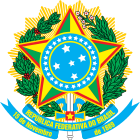 REPÚBLICA FEDERATIVA DO BRASIL
15 de Novembro de 1889